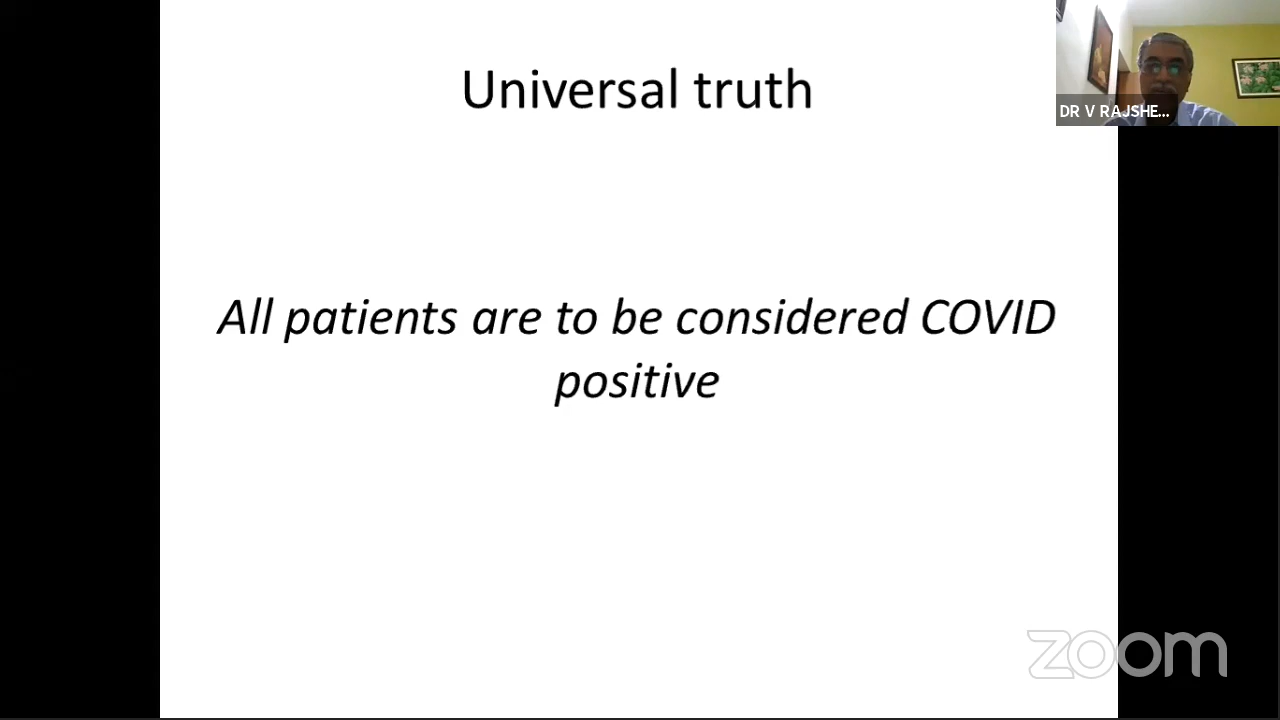 Universal truth
DR V RAJSHE...
All patients are to be considered COVID
positive
zoom